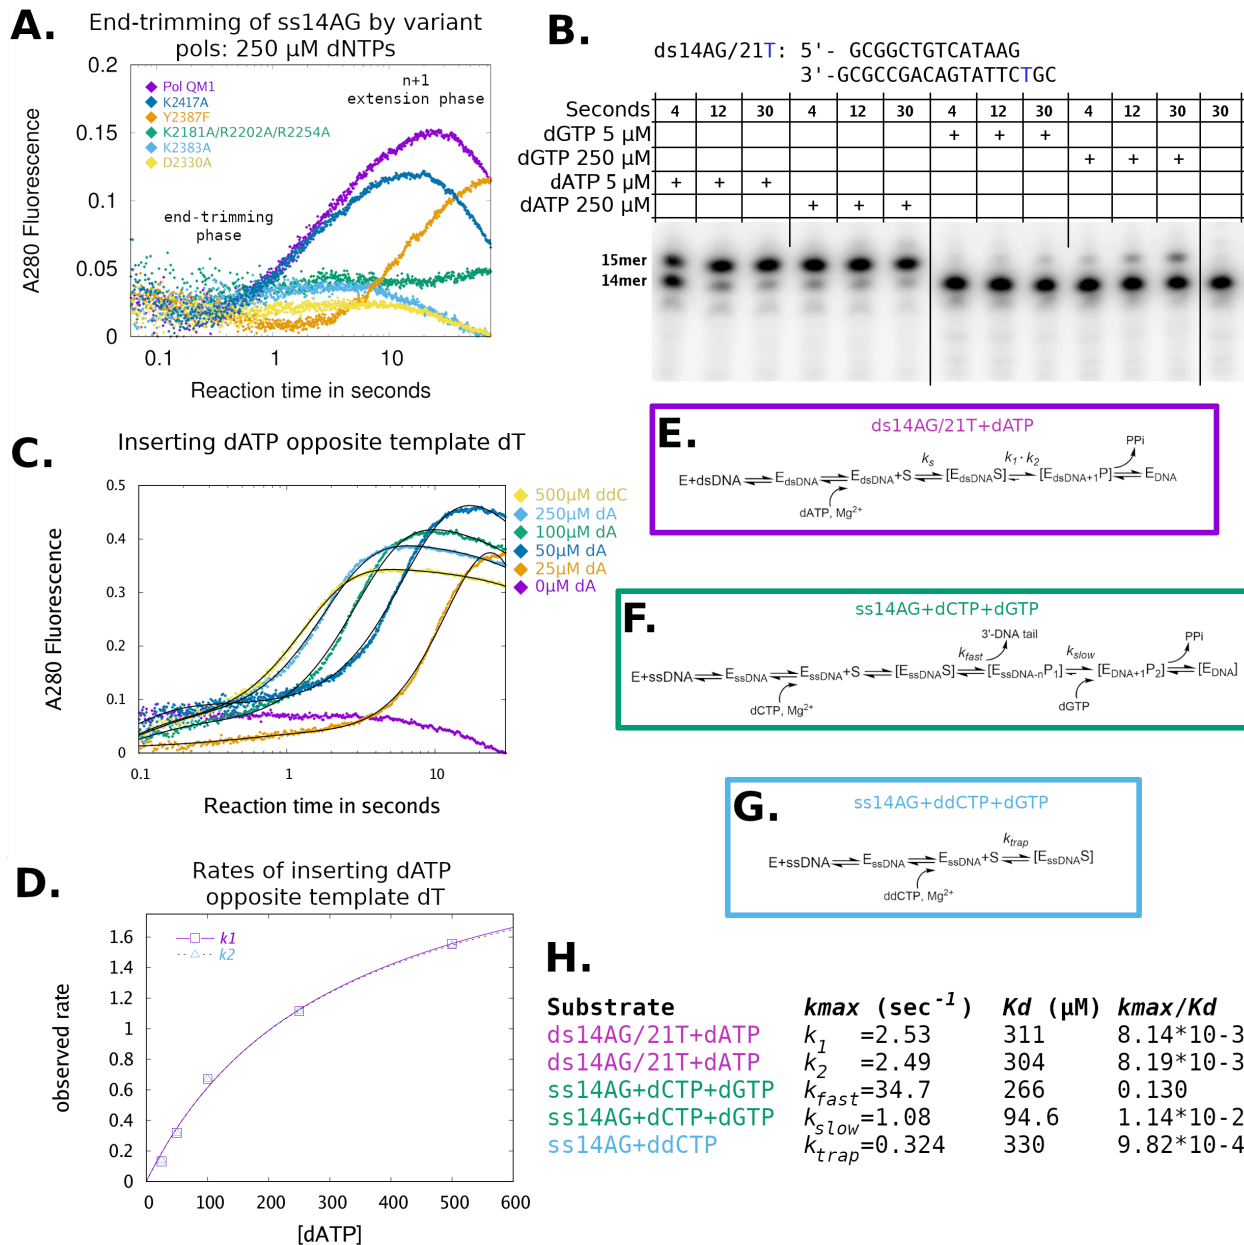 A.
End-trimming of ss14AG by variant
pols: 250 µM dNTPs
0.2
0.15
0.1
0.05
0
A280 Fluorescence
Pol QM1
K2417A
Y2387F
K2181A/R2202A/R2254A
K2383A
D2330A
n+1
extension phase
end-trimming
phase
0.1 1 10
Reaction time in seconds
B.
ds14AG/21T: 5'- GCGGCTGTCATAAG
3'-GCGCCGACAGTATTCTGC
Seconds 4 12 30 4 12 30 4 12 30 4 12 30 30
dGTP 5 µM + + +
dGTP 250 µM + + +
dATP 5 µM + + +
dATP 250 µM + + +
15mer
14mer
C.
Inserting dATP opposite template dT
0.5
0.4
0.3
0.2
0.1
0
A280 Fluorescence
500µM ddC
250µM dA
100µM dA
50µM dA
25µM dA
0µM dA
0.1 1 10
Reaction time in seconds
D.
Rates of inserting dATP
opposite template dT
1.6
1.4
1.2
1
0.8
0.6
0.4
0.2
0
observed rate
k1
k2
0 100 200 300 400 500 600
[dATP]
E.
ds14AG/21T+dATP
PPi
ks k1 · k2
E+dsDNA EdsDNA EdsDNA+S [EdsDNAS] [EdsDNA+1P] EDNA
dATP, Mg2+
F.
ss14AG+dCTP+dGTP
3'-DNA tail
PPi
kfast kslow
E+ssDNA EssDNA EssDNA+S [EssDNAS] [EssDNA-nP1] [EDNA+1P2] [EDNA]
dCTP, Mg2+ dGTP
G.
ss14AG+ddCTP+dGTP
ktrap
E+ssDNA EssDNA EssDNA+S [EssDNAS]
ddCTP, Mg2+
H.
Substrate kmax (sec-1) Kd (µM) kmax/Kd
ds14AG/21T+dATP k1=2.53 311 8.14*10-3
ds14AG/21T+dATP k2=2.49 304 8.19*10-3
ss14AG+dCTP+dGTP kfast=34.7 266 0.130
ss14AG+dCTP+dGTP kslow=1.08 94.6 1.14*10-2
ss14AG+ddCTP ktrap=0.324 330 9.82*10-4